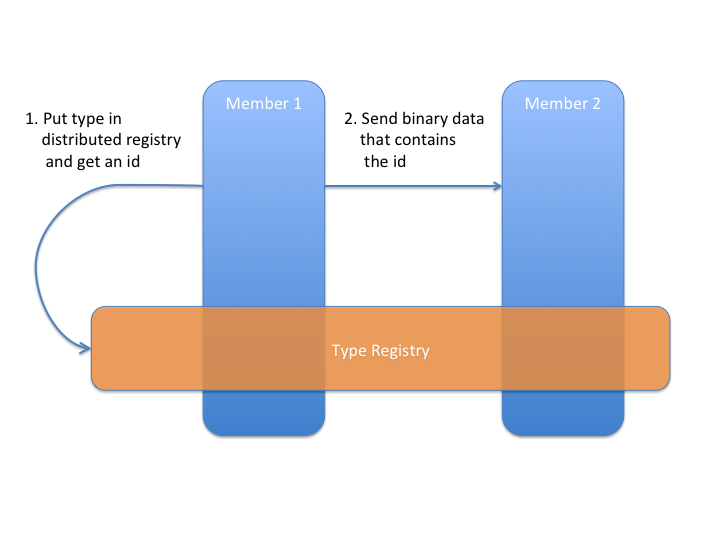 Member 1
Member 2
1. Put type in
distributed registry
and get an id
2. Send binary data
that contains
the id
Type Registry